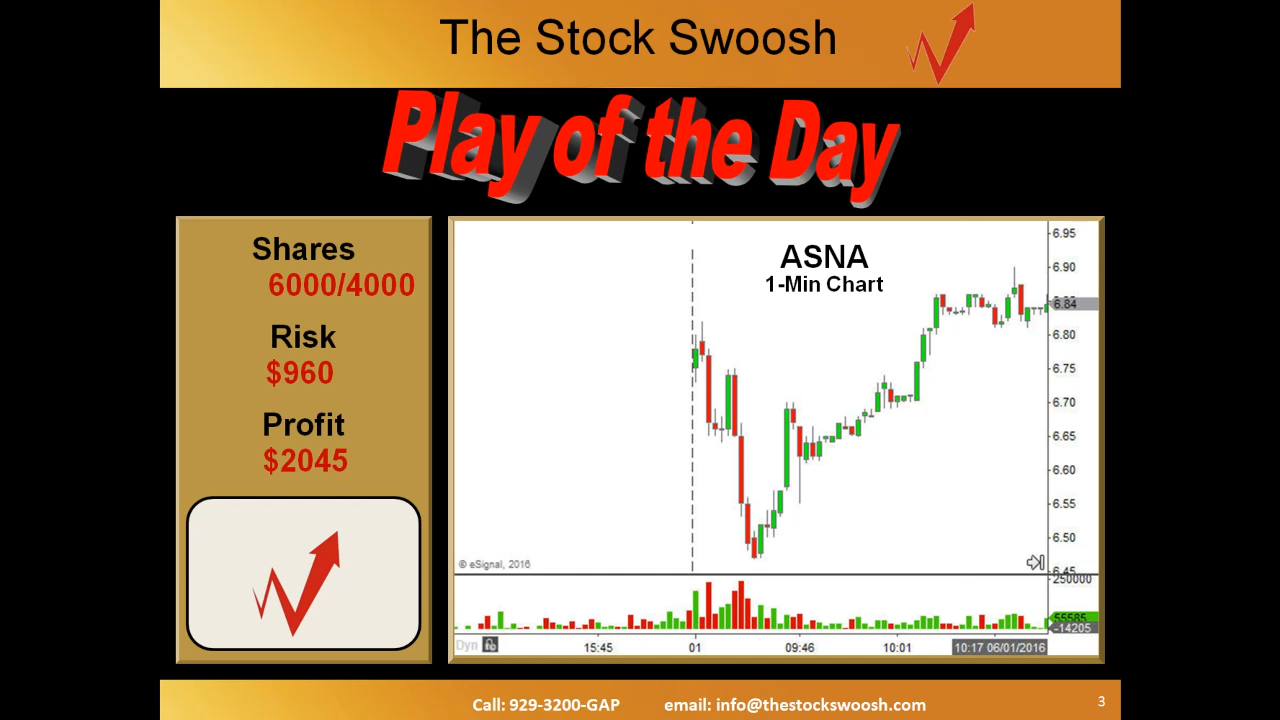 The Stock Swoosh
Play of the Day
Shares
6000/4000
Risk
$960
Profit
$2045
ASNA
1-Min Chart
6.95
6.90
6.84
6.80
6.75
6.70
6.65
6.60
6.55
6.50
6.45
250000
55585
-14205
© eSignal, 2016
Dyn
15:45
01
09:46
10:01
10:17 06/01/2016
Call: 929-3200-GAP email: info@thestockswoosh.com
3